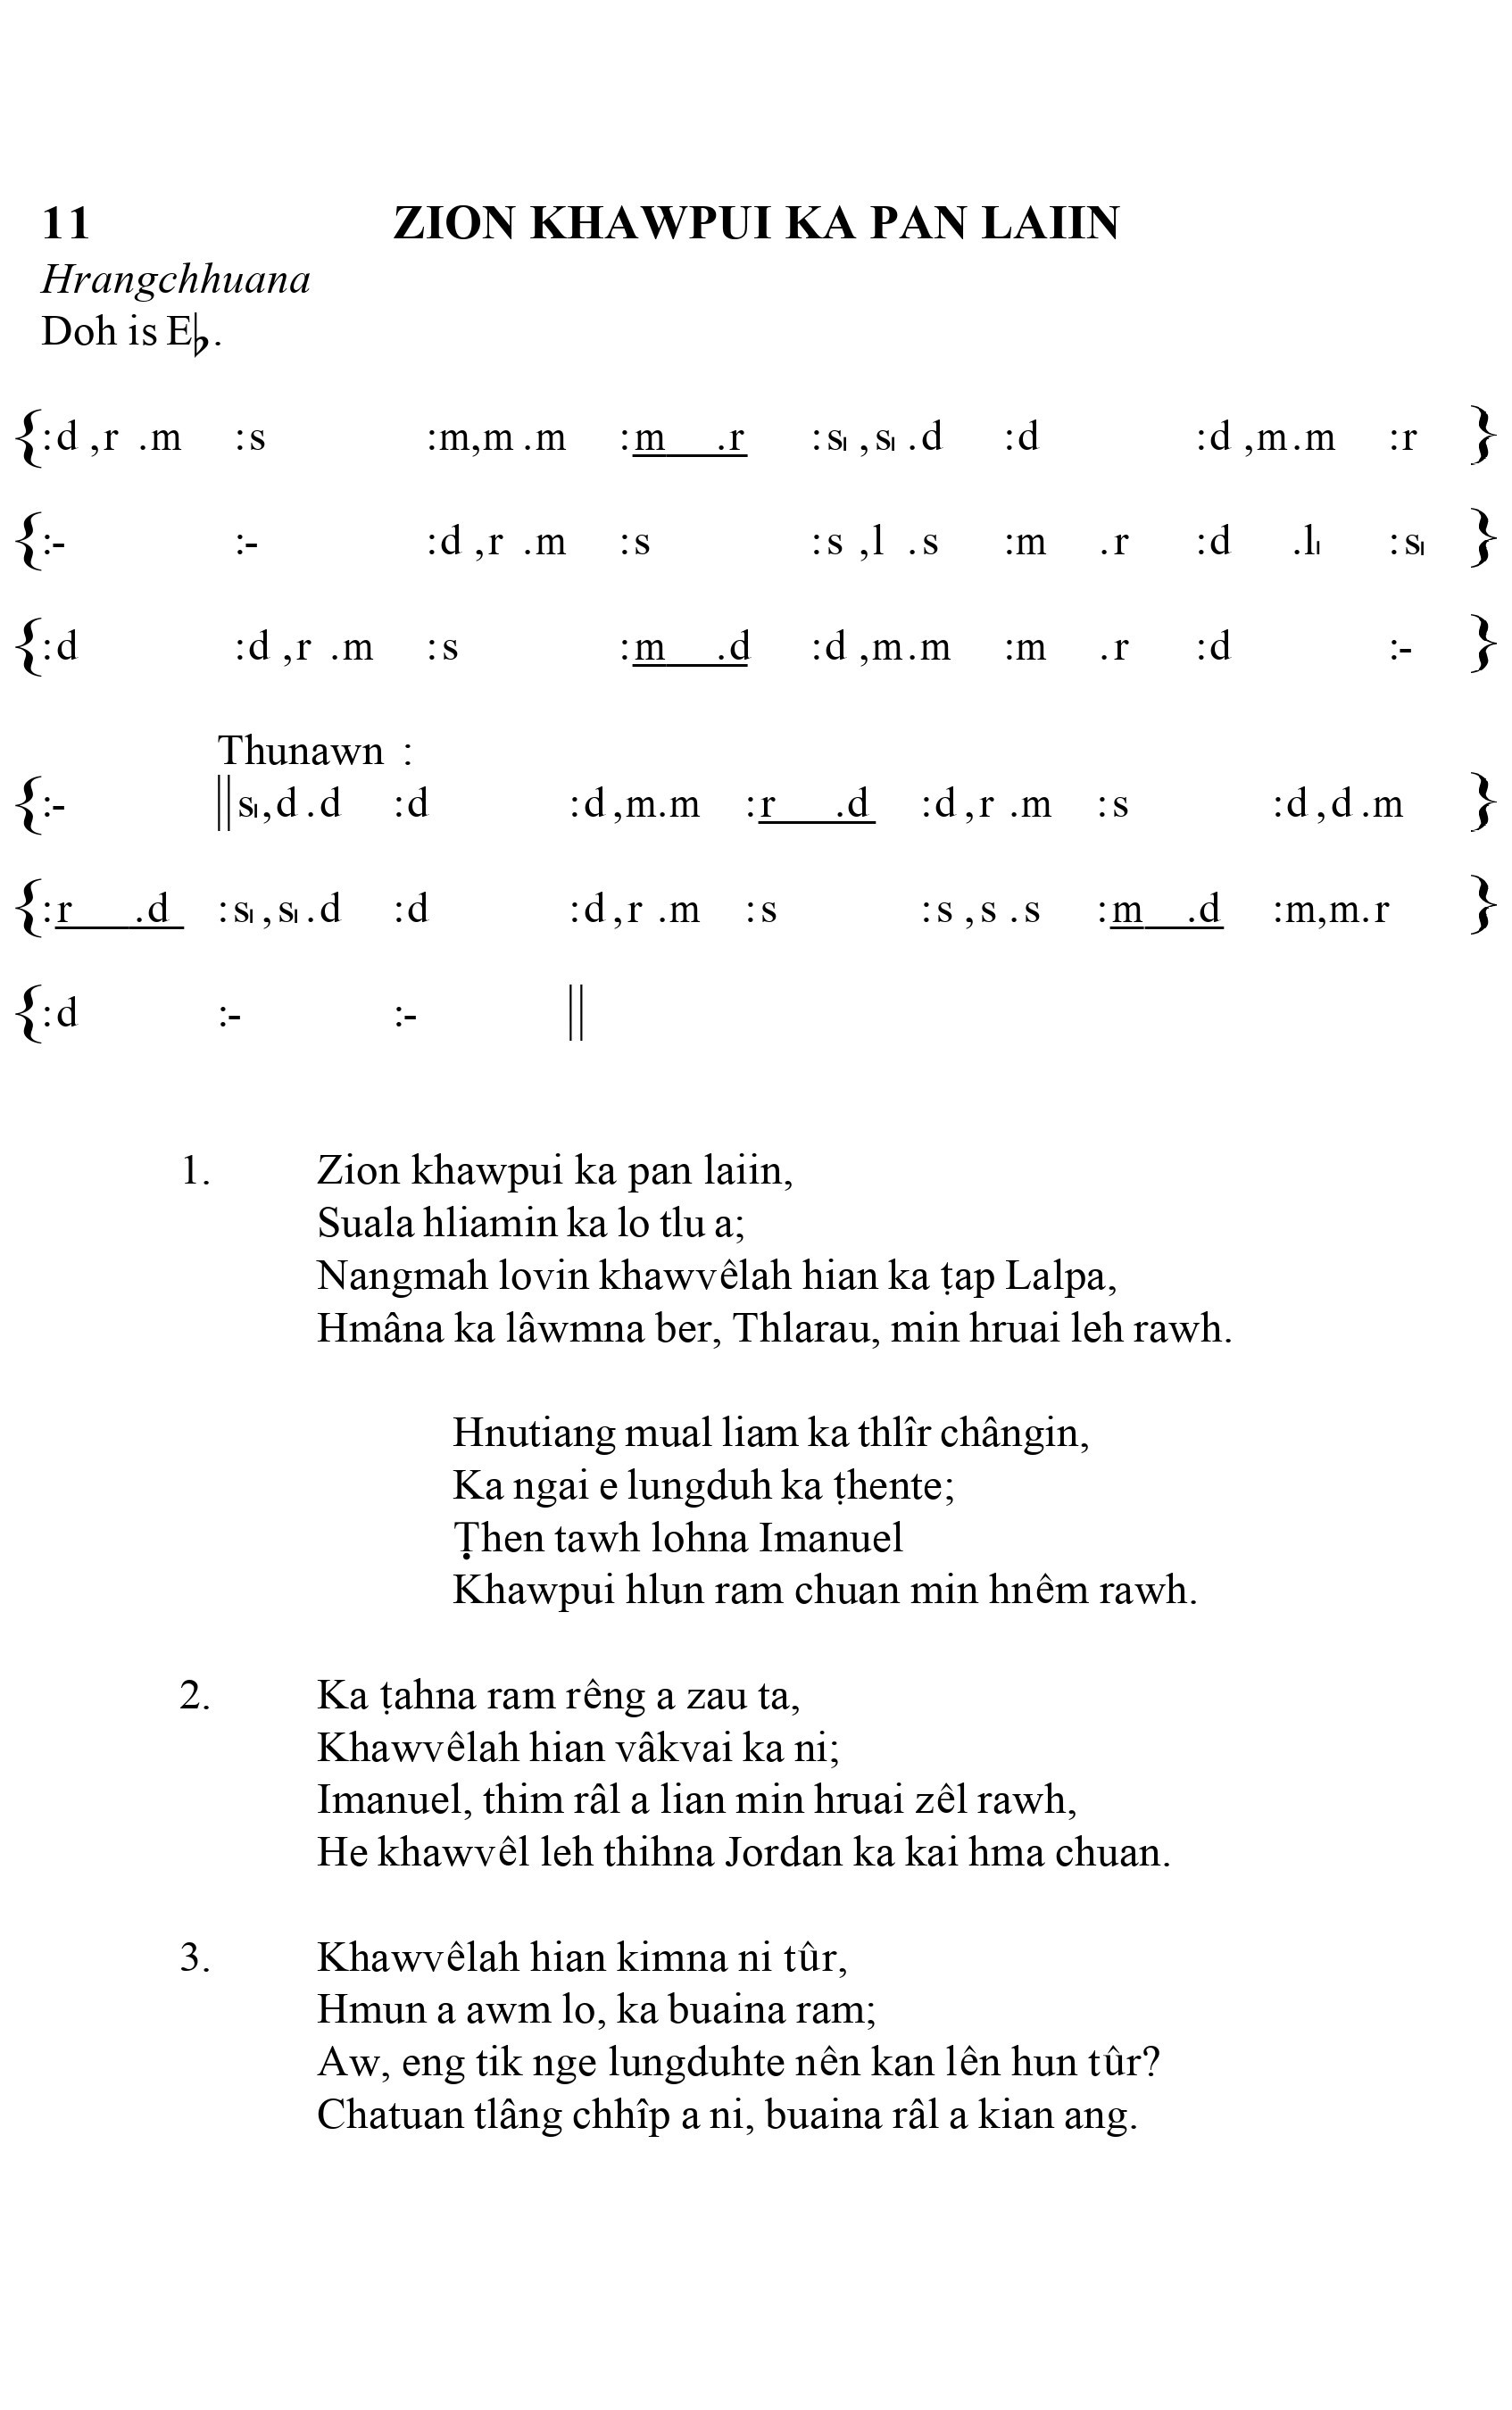 11 ZION KHAWPUI KA PAN LAIIN
Hrangchhuana
Doh is E♭.
{:d ,r .m :s :m,m .m :m .r :s₁ ,s₁ .d :d :d ,m.m :r }
{:- :- :d ,r .m :s :s ,l .s :m .r :d .l₁ :s₁ }
{:d :d ,r .m :s :m .d :d ,m.m :m .r :d :- }
Thunawn :
{:- ||s₁,d .d :d :d ,m.m :r .d :d ,r .m :s :d ,d .m }
{:r .d :s₁,s₁.d :d :d ,r .m :s :s ,s .s :m .d :m,m.r }
{:d :- :- ||
1. Zion khawpui ka pan laiin,
Suala hliamin ka lo tlu a;
Nangmah lovin khawvêlah hian ka ṭap Lalpa,
Hmâna ka lâwmna ber, Thlarau, min hruai leh rawh.
Hnutiang mual liam ka thlîr chângin,
Ka ngai e lungduh ka ṭhente;
Ṭhen tawh lohna Imanuel
Khawpui hlun ram chuan min hnêm rawh.
2. Ka ṭahna ram rêng a zau ta,
Khawvêlah hian vâkvai ka ni;
Imanuel, thim râl a lian min hruai zêl rawh,
He khawvêl leh thihna Jordan ka kai hma chuan.
3. Khawvêlah hian kimna ni tûr,
Hmun a awm lo, ka buaina ram;
Aw, eng tik nge lungduhte nên kan lên hun tûr?
Chatuan tlâng chhîp a ni, buaina râl a kian ang.